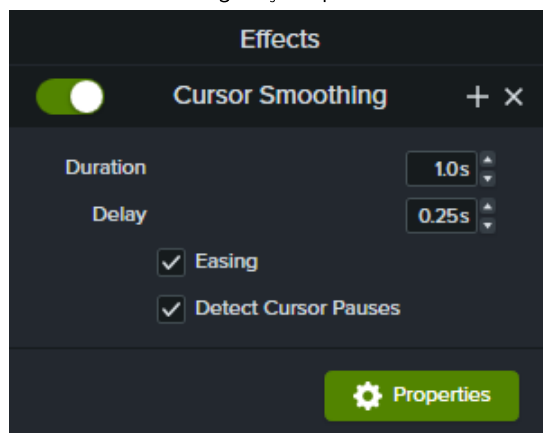 Effects
Cursor Smoothing
Duration 1.0s
Delay 0.25s
Easing
Detect Cursor Pauses
Properties